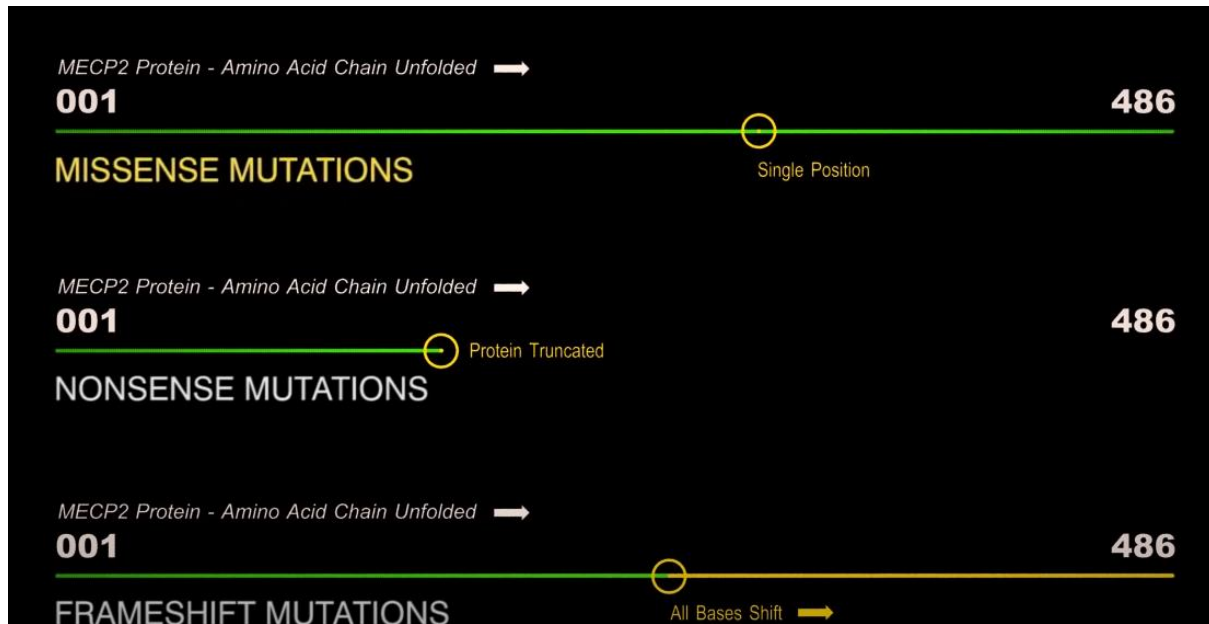 MECP2 Protein - Amino Acid Chain Unfolded
001 486
MISSENSE MUTATIONS
Single Position
MECP2 Protein - Amino Acid Chain Unfolded
001 486
Protein Truncated
NONSENSE MUTATIONS
MECP2 Protein - Amino Acid Chain Unfolded
001 486
FRAMESHIFT MUTATIONS
All Bases Shift